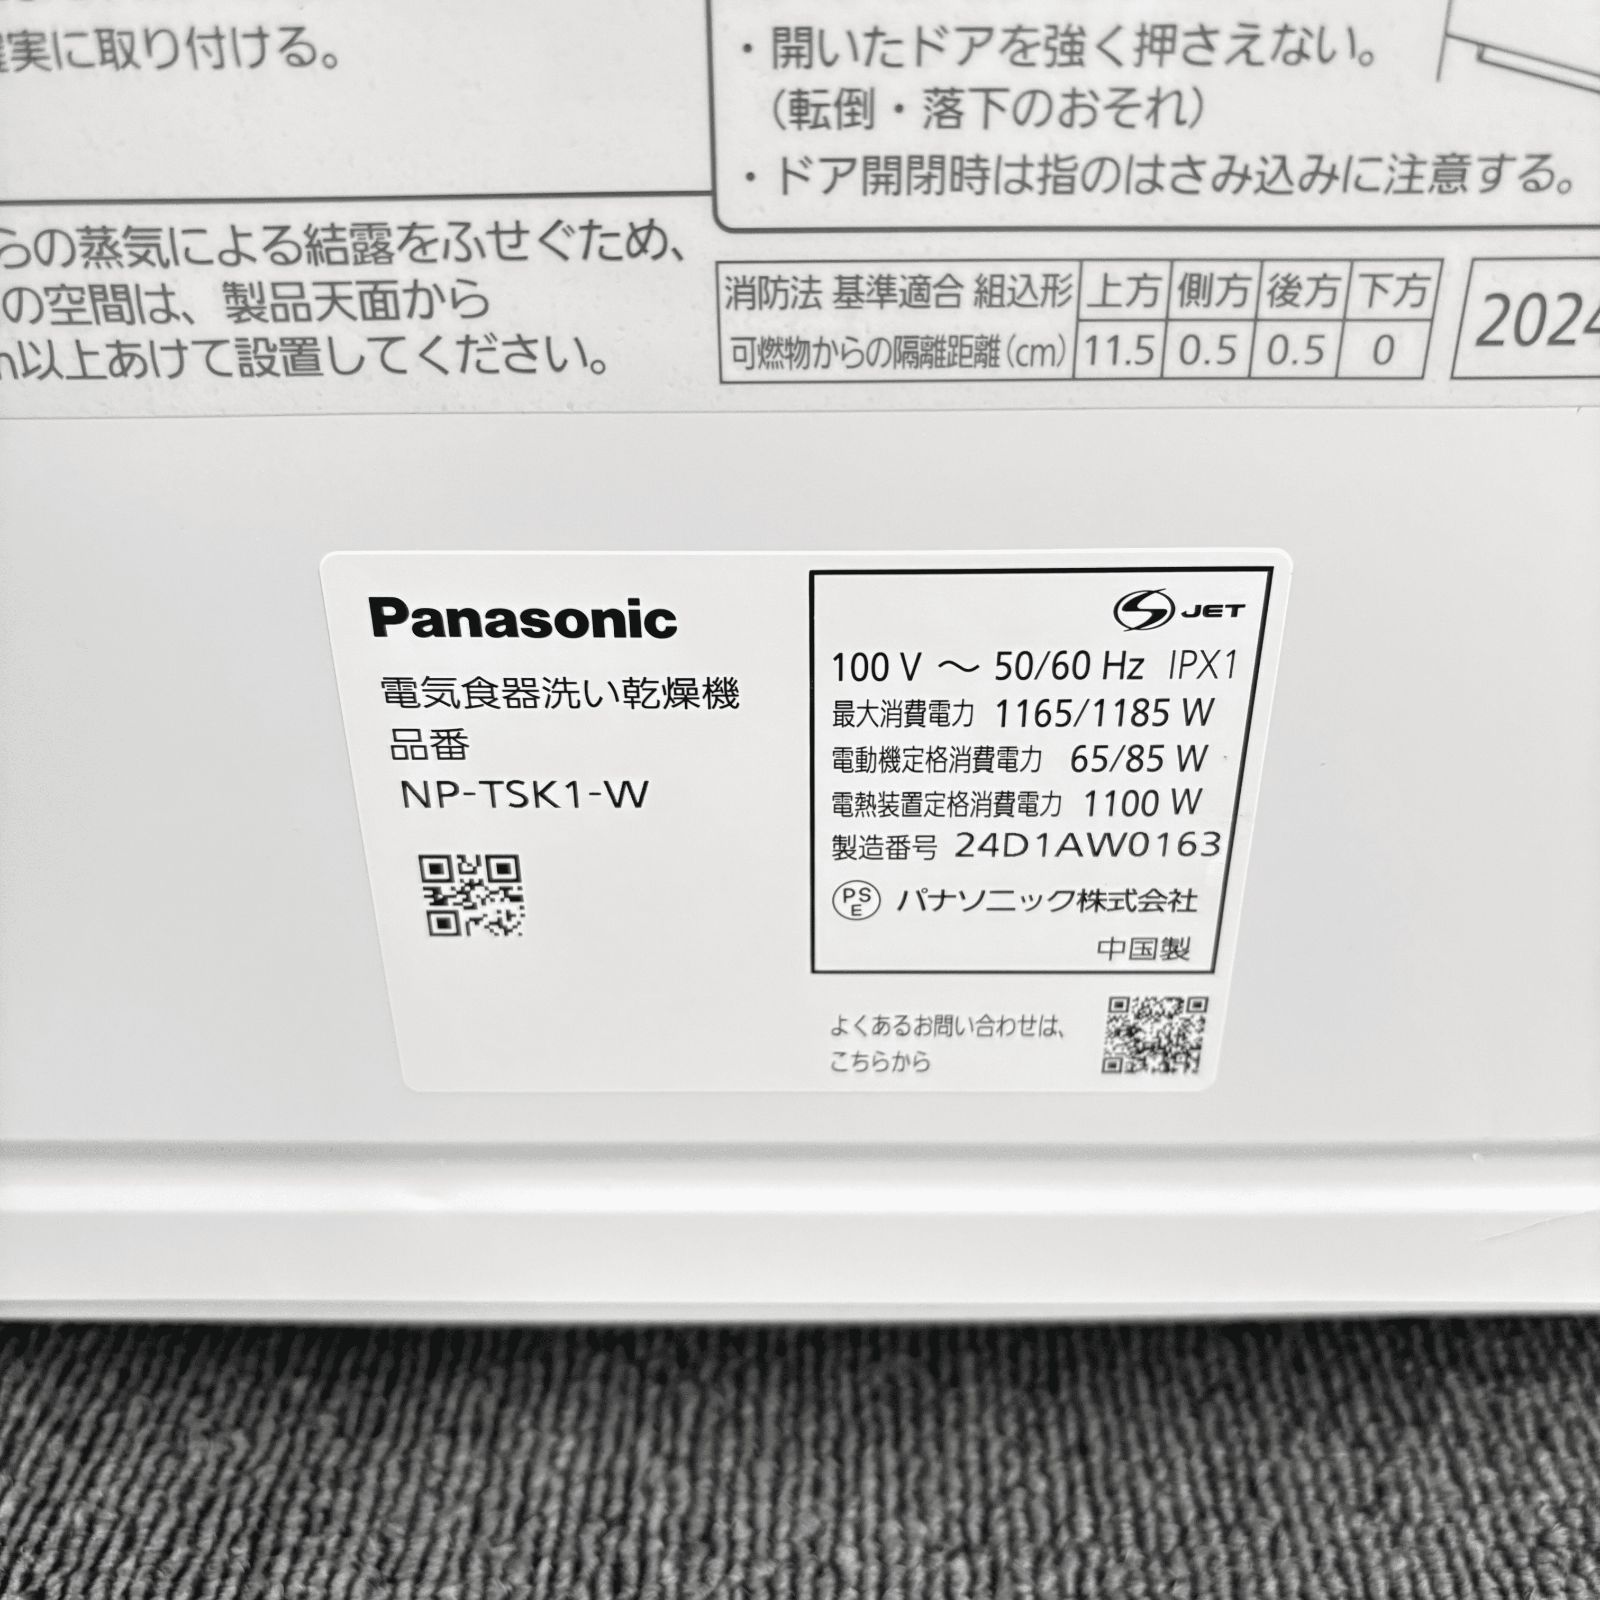 実に取り付ける。
・開いたドアを強く押さえない。
（転倒・落下のおそれ）
・ドア開閉時は指のはさみ込みに注意する。
らの蒸気による結露をふせぐため、
の空間は、製品天面から
以上あけて設置してください。
消防法 基準適合 組込形 上方 側方 後方 下方
可燃物からの隔離距離(cm) 11.5 0.5 0.5 0
2024
Panasonic
電気食器洗い乾燥機
品番
NP-TSK1-W
S JET
100 V ～ 50/60 Hz IPX1
最大消費電力 1165/1185 W
電動機定格消費電力 65/85 W
電熱装置定格消費電力 1100 W
製造番号 24D1AW0163
PSE パナソニック株式会社
中国製
よくあるお問い合わせは、
こちらから